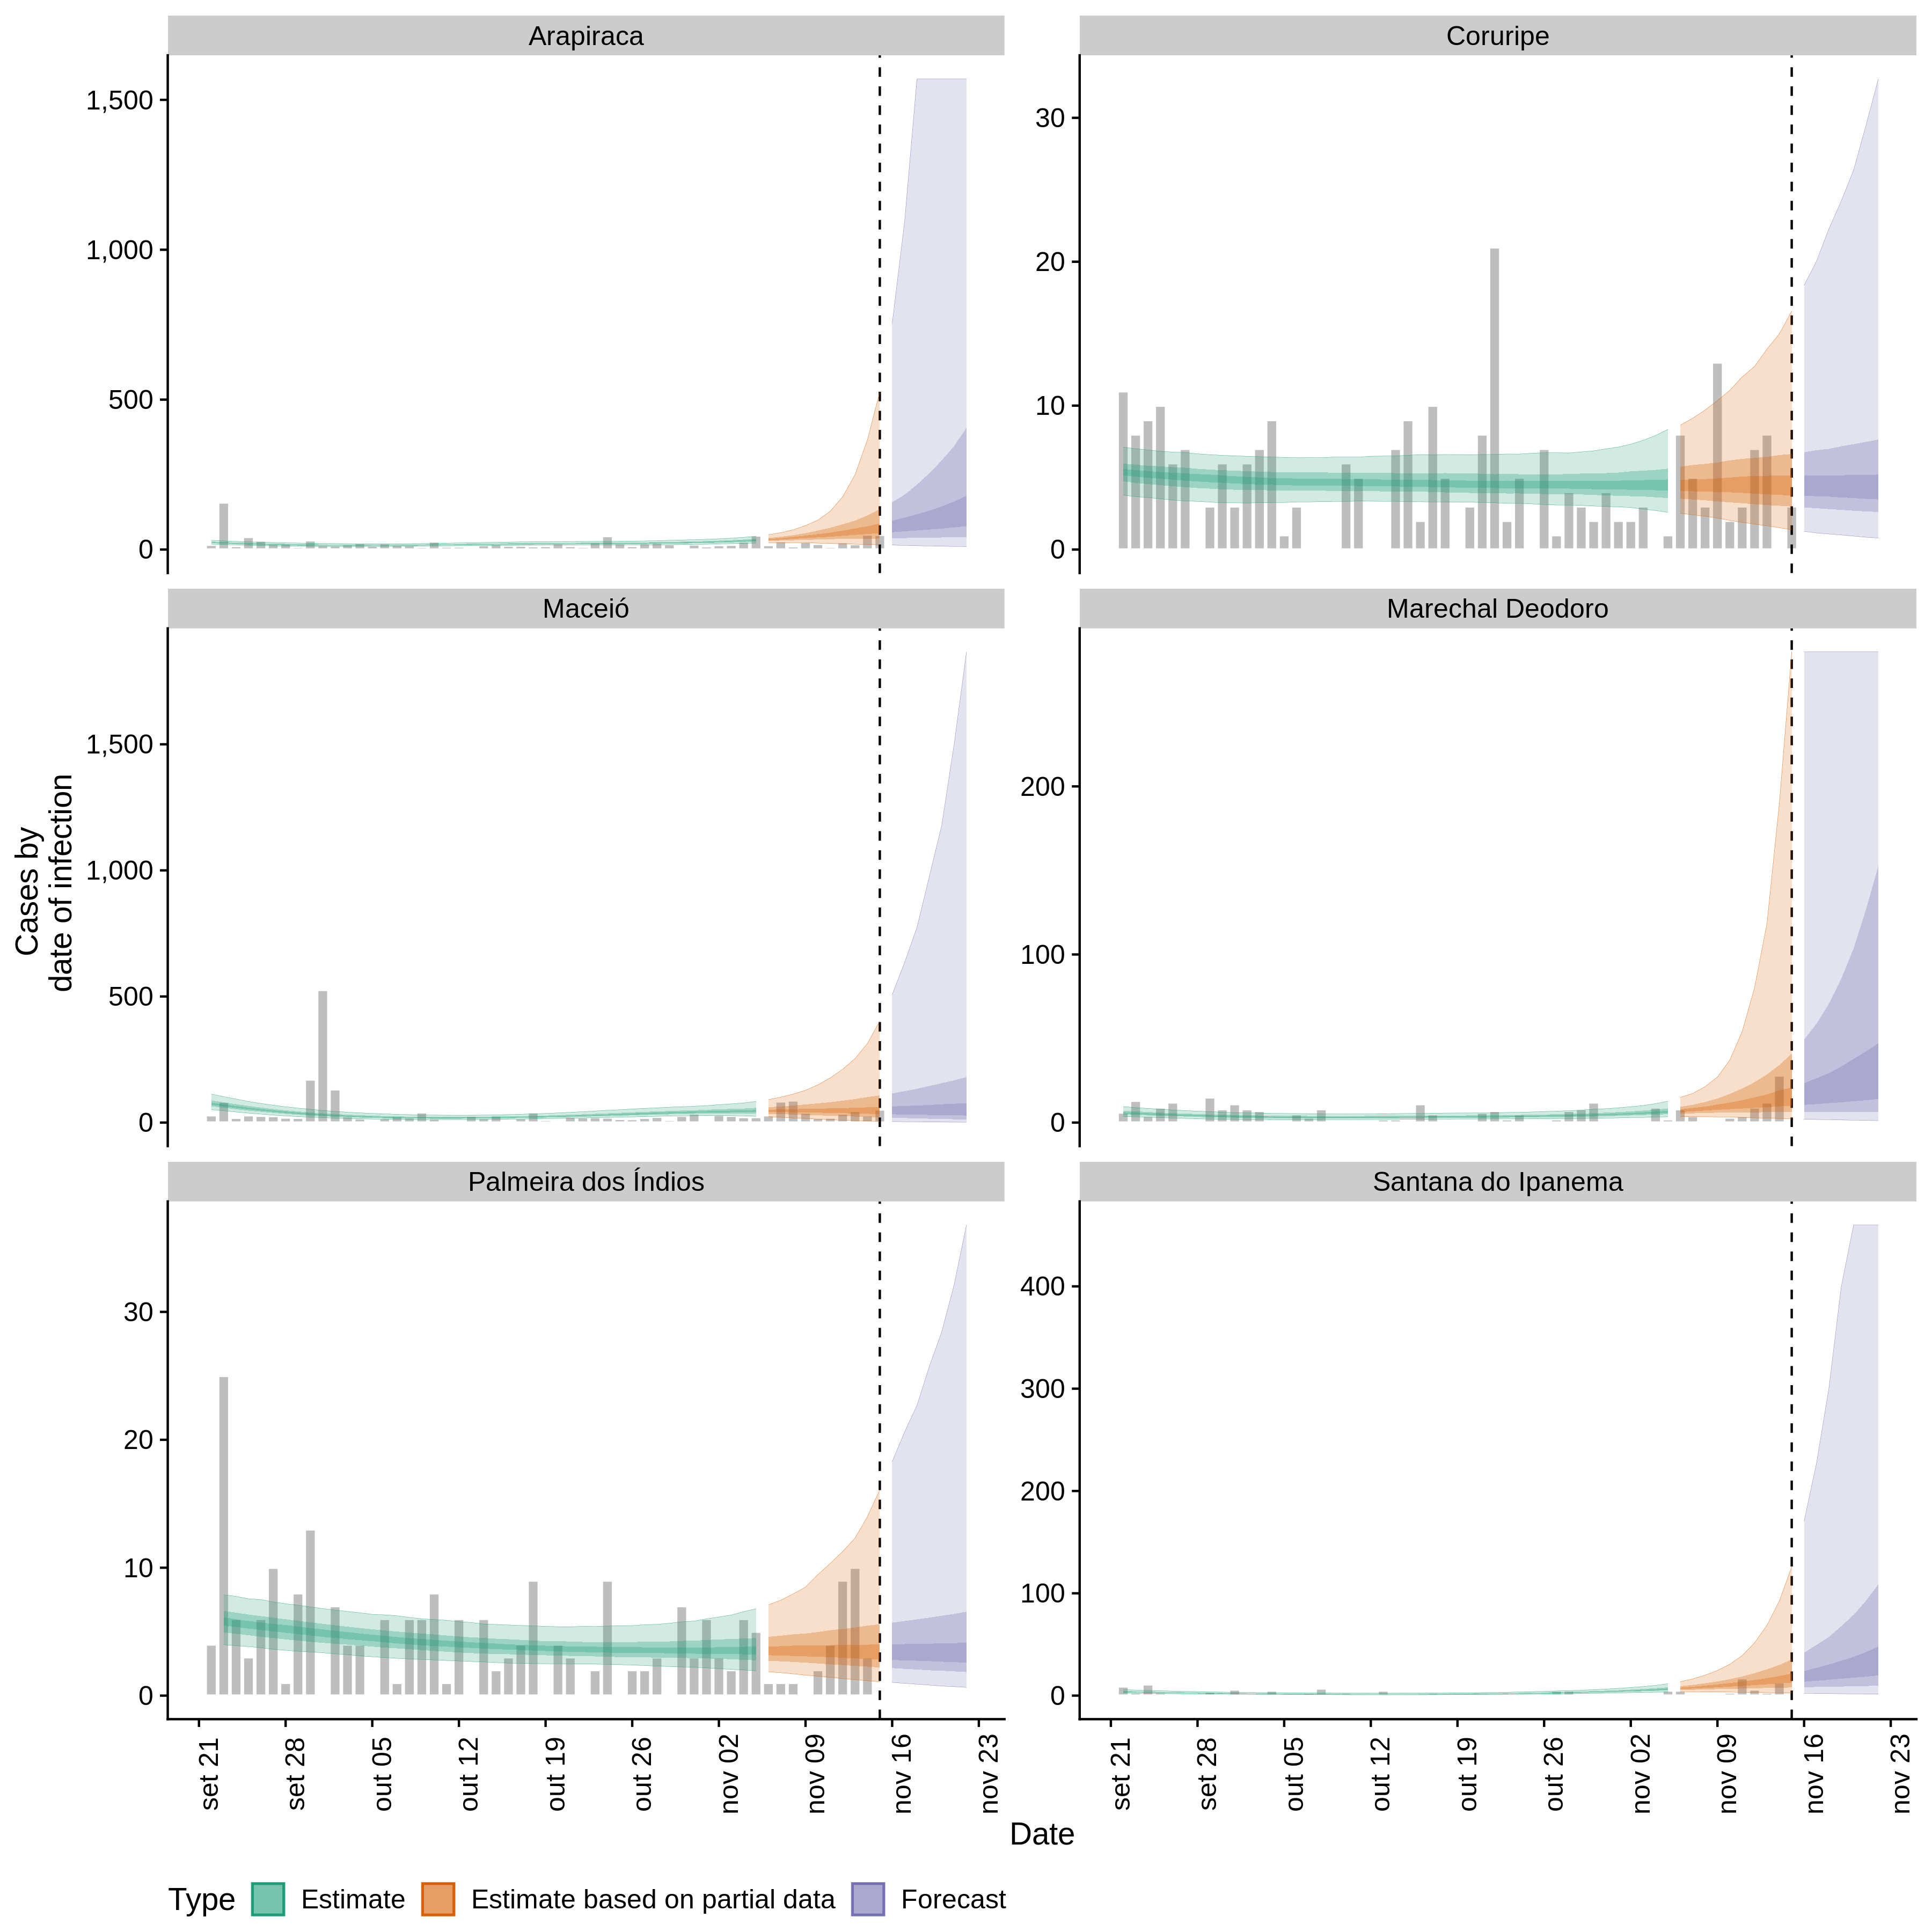 Arapiraca
Coruripe
1,500
1,000
500
0
30
20
10
0
Maceió
Marechal Deodoro
1,500
1,000
500
0
200
100
0
Cases by
date of infection
Palmeira dos Índios
Santana do Ipanema
30
20
10
0
400
300
200
100
0
set 21
set 28
out 05
out 12
out 19
out 26
nov 02
nov 09
nov 16
nov 23
set 21
set 28
out 05
out 12
out 19
out 26
nov 02
nov 09
nov 16
nov 23
Date
Type Estimate Estimate based on partial data Forecast